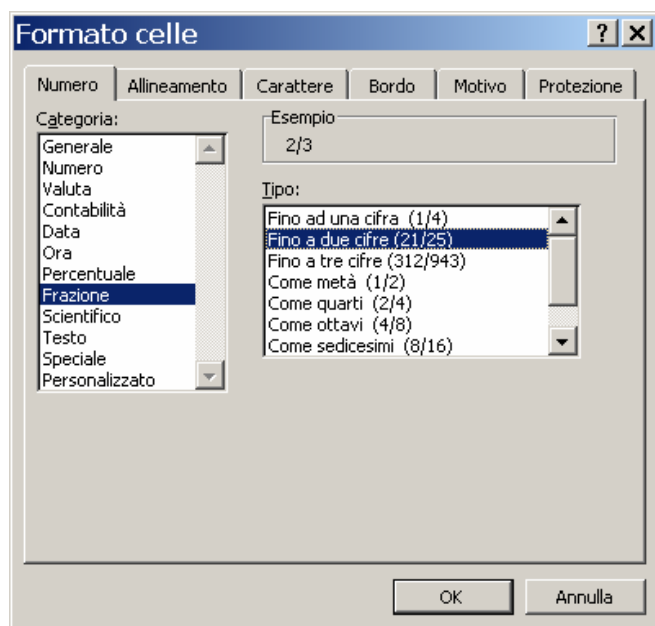 Formato celle
Numero Allineamento Carattere Bordo Motivo Protezione
Categoria:
Generale
Numero
Valuta
Contabilità
Data
Ora
Percentuale
Frazione
Scientifico
Testo
Speciale
Personalizzato
Esempio
2/3
Tipo:
Fino ad una cifra (1/4)
Fino a due cifre (21/25)
Fino a tre cifre (312/943)
Come metà (1/2)
Come quarti (2/4)
Come ottavi (4/8)
Come sedicesimi (8/16)
OK Annulla